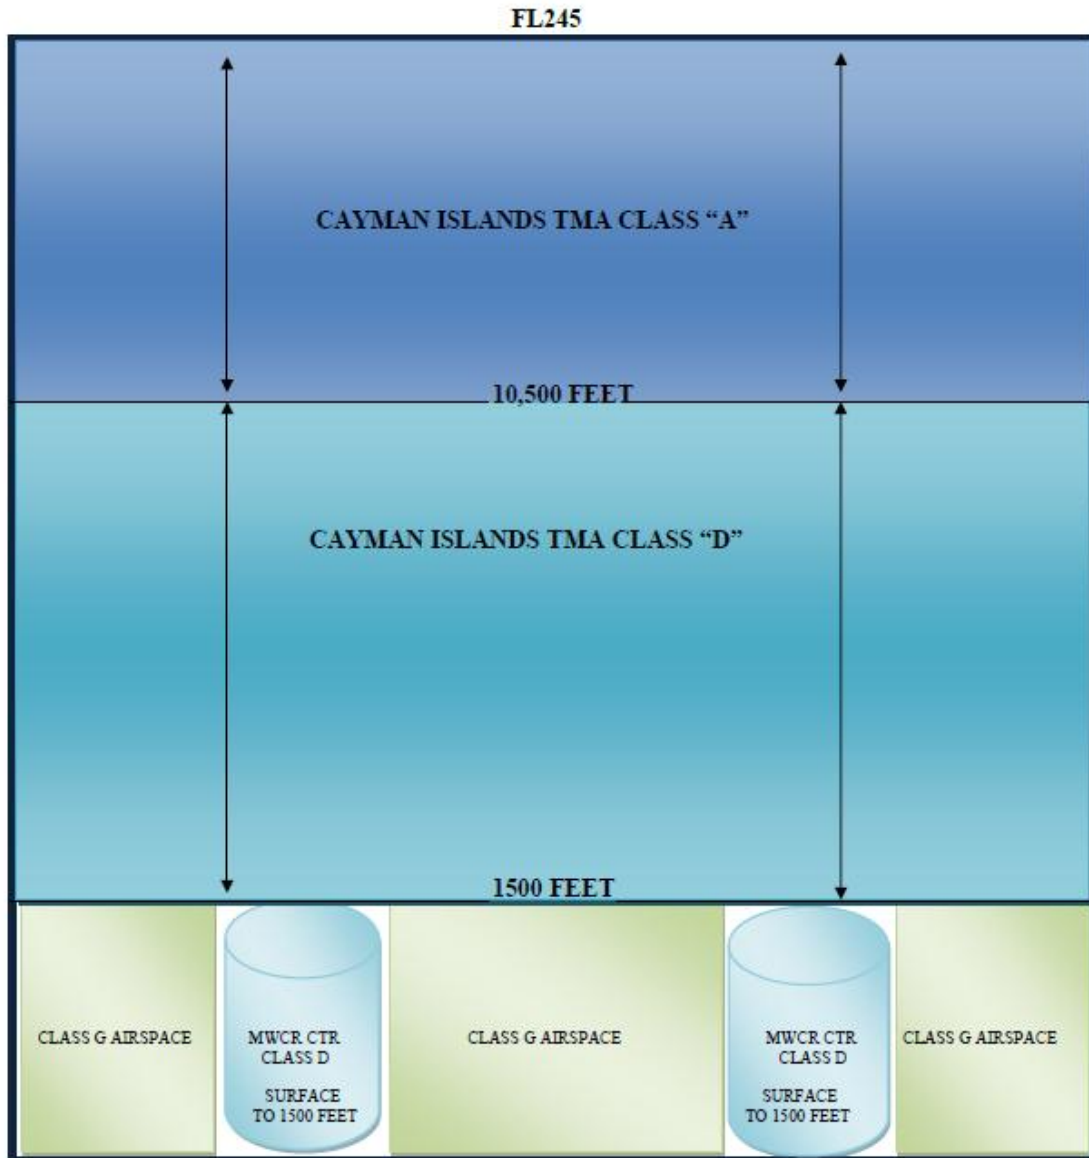 FL245
CAYMAN ISLANDS TMA CLASS “A”
10,500 FEET
CAYMAN ISLANDS TMA CLASS “D”
1500 FEET
CLASS G AIRSPACE
MWCR CTR
CLASS D
SURFACE
TO 1500 FEET
CLASS G AIRSPACE
MWCR CTR
CLASS D
SURFACE
TO 1500 FEET
CLASS G AIRSPACE